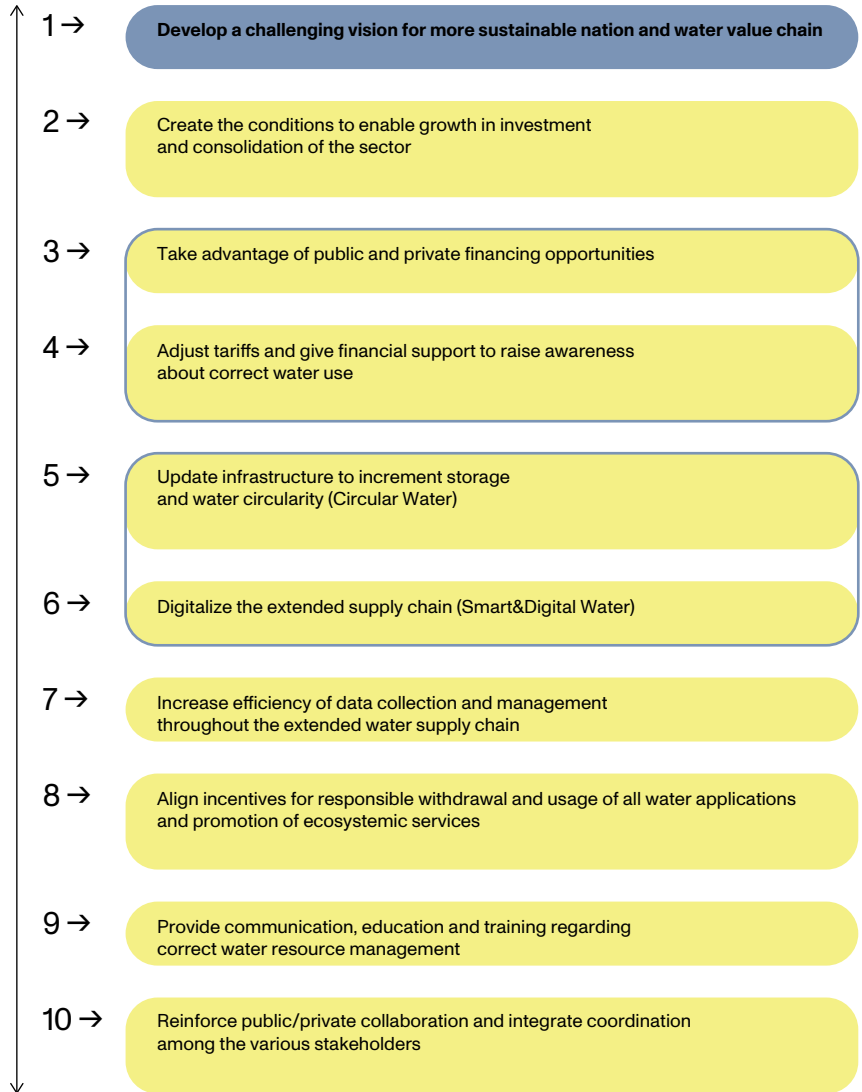 1 → Develop a challenging vision for more sustainable nation and water value chain
2 → Create the conditions to enable growth in investment
and consolidation of the sector
3 → Take advantage of public and private financing opportunities
4 → Adjust tariffs and give financial support to raise awareness
about correct water use
5 → Update infrastructure to increment storage
and water circularity (Circular Water)
6 → Digitalize the extended supply chain (Smart&Digital Water)
7 → Increase efficiency of data collection and management
throughout the extended water supply chain
8 → Align incentives for responsible withdrawal and usage of all water applications
and promotion of ecosystemic services
9 → Provide communication, education and training regarding
correct water resource management
10 → Reinforce public/private collaboration and integrate coordination
among the various stakeholders